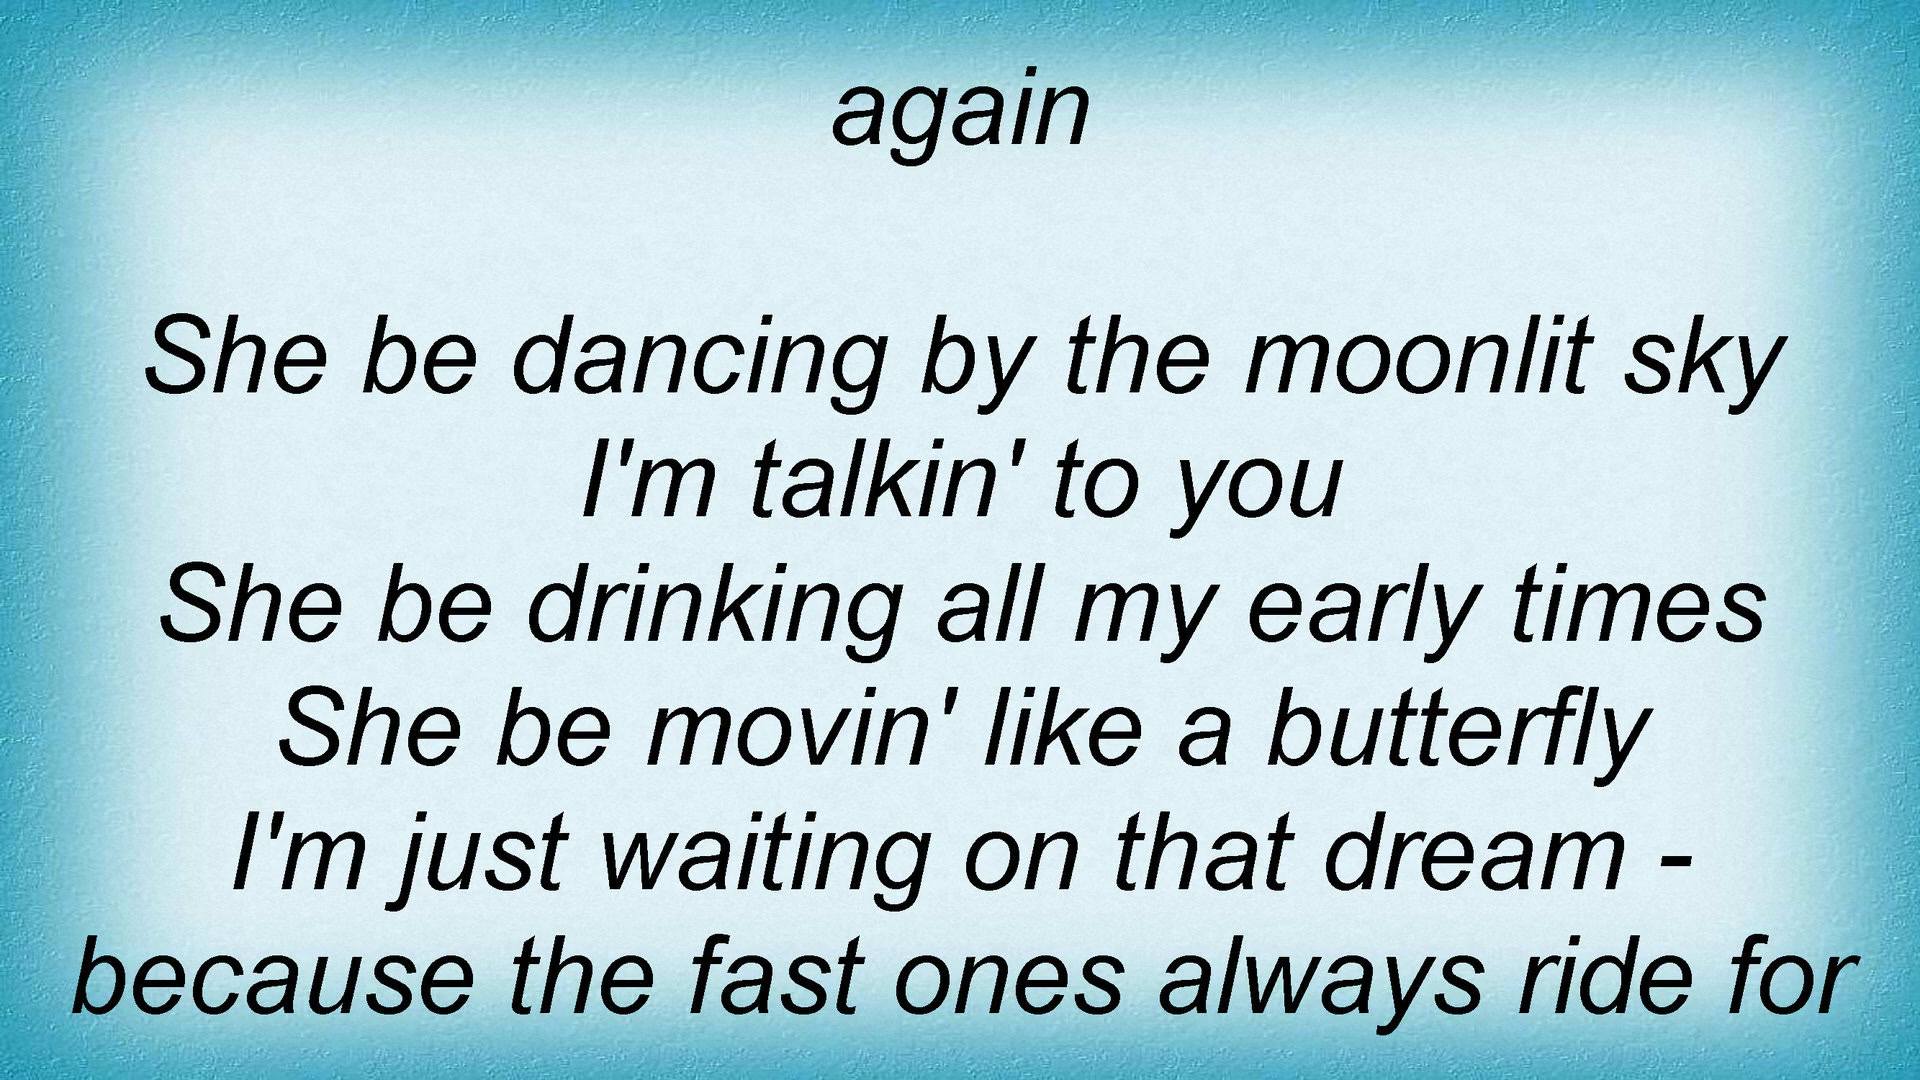 again
She be dancing by the moonlit sky
I'm talkin' to you
She be drinking all my early times
She be movin' like a butterfly
I'm just waiting on that dream -
because the fast ones always ride for